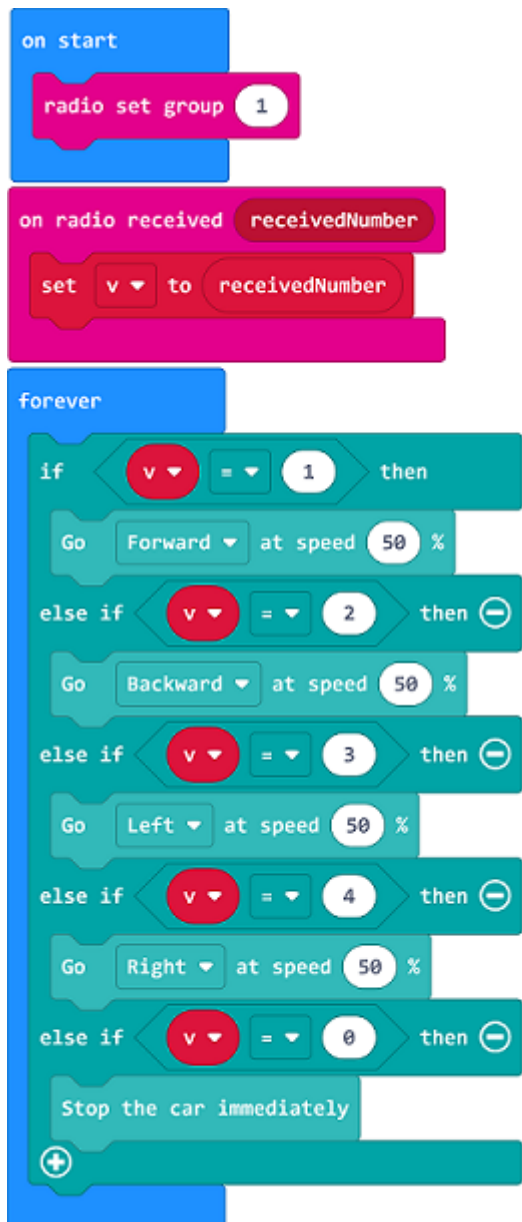 on start
radio set group 1
on radio received receivedNumber
set v to receivedNumber
forever
if v = 1 then
Go Forward at speed 50 %
else if v = 2 then
Go Backward at speed 50 %
else if v = 3 then
Go Left at speed 50 %
else if v = 4 then
Go Right at speed 50 %
else if v = 0 then
Stop the car immediately